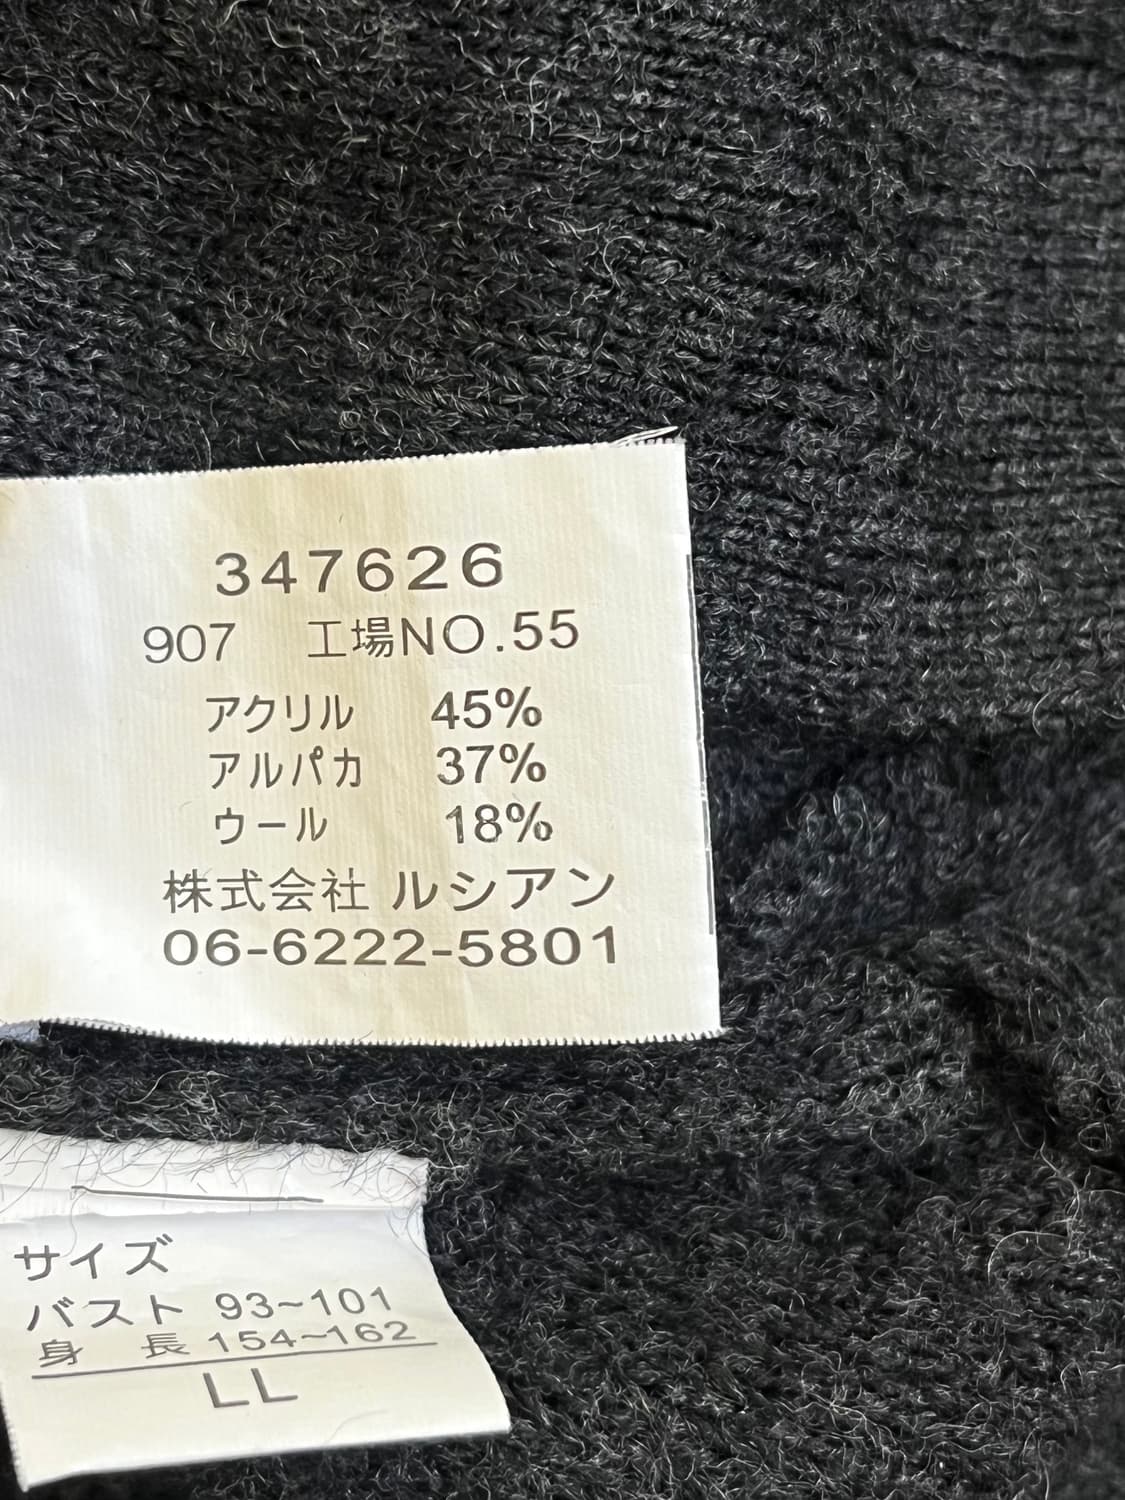 347626
907 工場NO.55
アクリル 45%
アルパカ 37%
ウール 18%
株式会社 ルシアン
06-6222-5801
サイズ
バスト 93~101
身 長 154~162
LL